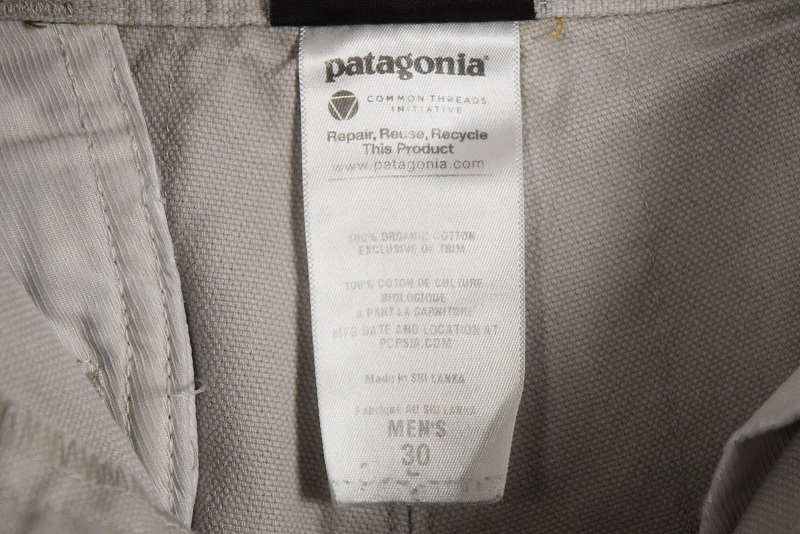 patagonia®
COMMON THREADS
INITIATIVE
Repair, Reuse, Recycle
This Product
www.patagonia.com
100% ORGANIC COTTON
EXCLUSIVE OF TRIM
100% COTON DE CULTURE
BIOLOGIQUE
A PART LA GARNITURE
MFG DATE AND LOCATION AT
POPSIA.COM
Made in SRI LANKA
Fabriqué AU SRI LANKA
MEN'S
30